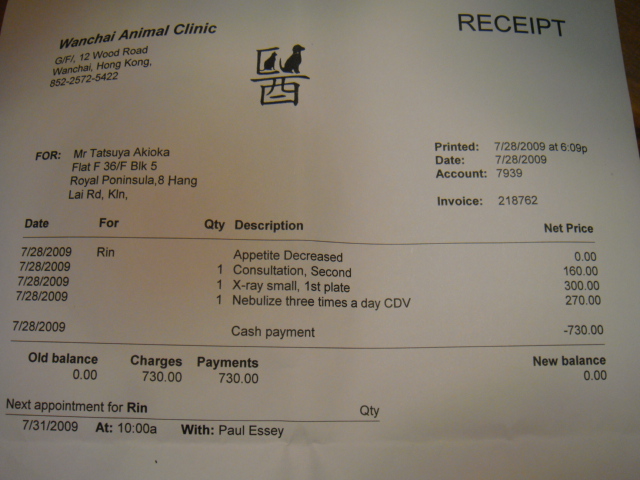 Wanchai Animal Clinic
RECEIPT
G/F/, 12 Wood Road
Wanchai, Hong Kong,
852-2572-5422
醫
FOR: Mr Tatsuya Akioka
Flat F 36/F Blk 5
Royal Poninsula,8 Hang
Lai Rd, Kln,
Printed: 7/28/2009 at 6:09p
Date: 7/28/2009
Account: 7939
Invoice: 218762
Date For Qty Description Net Price
7/28/2009 Rin Appetite Decreased 0.00
7/28/2009 1 Consultation, Second 160.00
7/28/2009 1 X-ray small, 1st plate 300.00
7/28/2009 1 Nebulize three times a day CDV 270.00
7/28/2009 Cash payment -730.00
Old balance Charges Payments New balance
0.00 730.00 730.00 0.00
Next appointment for Rin Qty
7/31/2009 At: 10:00a With: Paul Essey